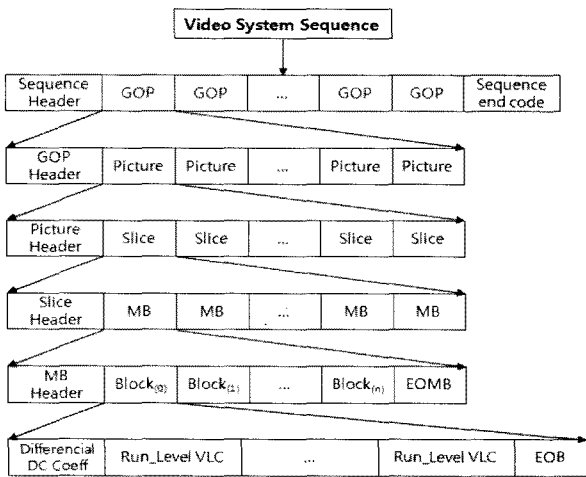 Video System Sequence
Sequence Header GOP GOP ... GOP GOP Sequence end code
GOP Header Picture Picture ... Picture Picture
Picture Header Slice Slice ... Slice Slice
Slice Header MB MB ... MB MB
MB Header Block(0) Block(1) ... Block(n) EOMB
Differencial DC Coeff Run_Level VLC ... Run_Level VLC EOB